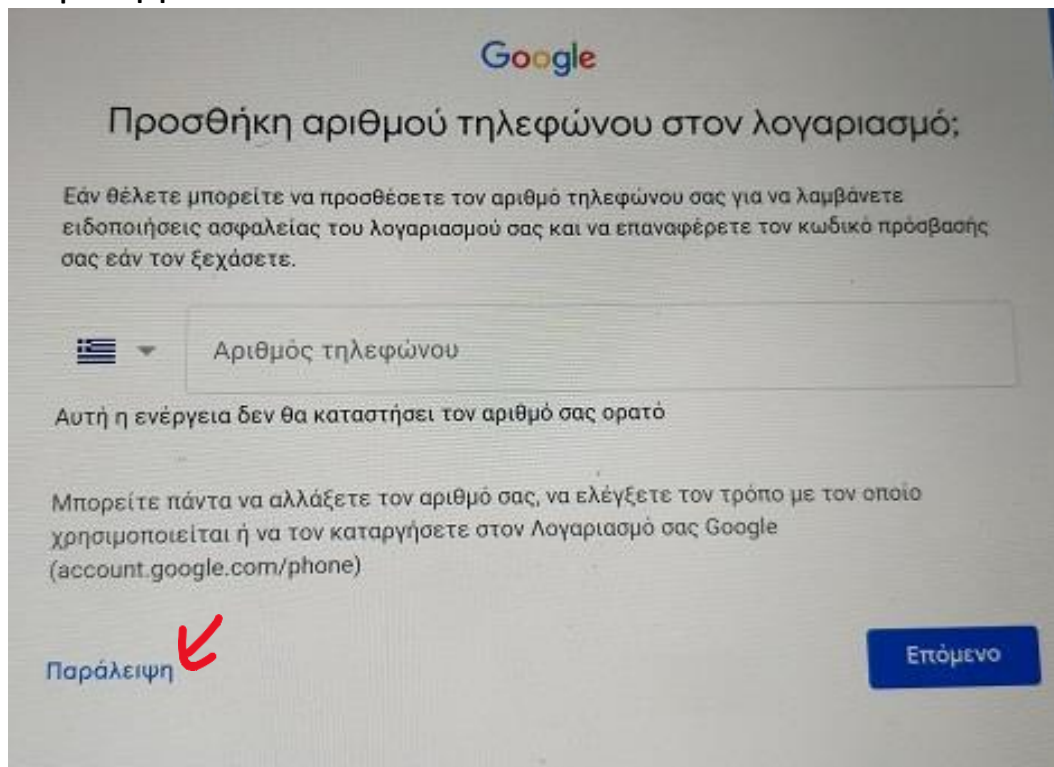 Google
Προσθήκη αριθμού τηλεφώνου στον λογαριασμό;
Εάν θέλετε μπορείτε να προσθέσετε τον αριθμό τηλεφώνου σας για να λαμβάνετε
ειδοποιήσεις ασφαλείας του λογαριασμού σας και να επαναφέρετε τον κωδικό πρόσβασής
σας εάν τον ξεχάσετε.
Αριθμός τηλεφώνου
Αυτή η ενέργεια δεν θα καταστήσει τον αριθμό σας ορατό
Μπορείτε πάντα να αλλάξετε τον αριθμό σας, να ελέγξετε τον τρόπο με τον οποίο
χρησιμοποιείται ή να τον καταργήσετε στον Λογαριασμό σας Google
(account.google.com/phone)
Παράλειψη
Επόμενο